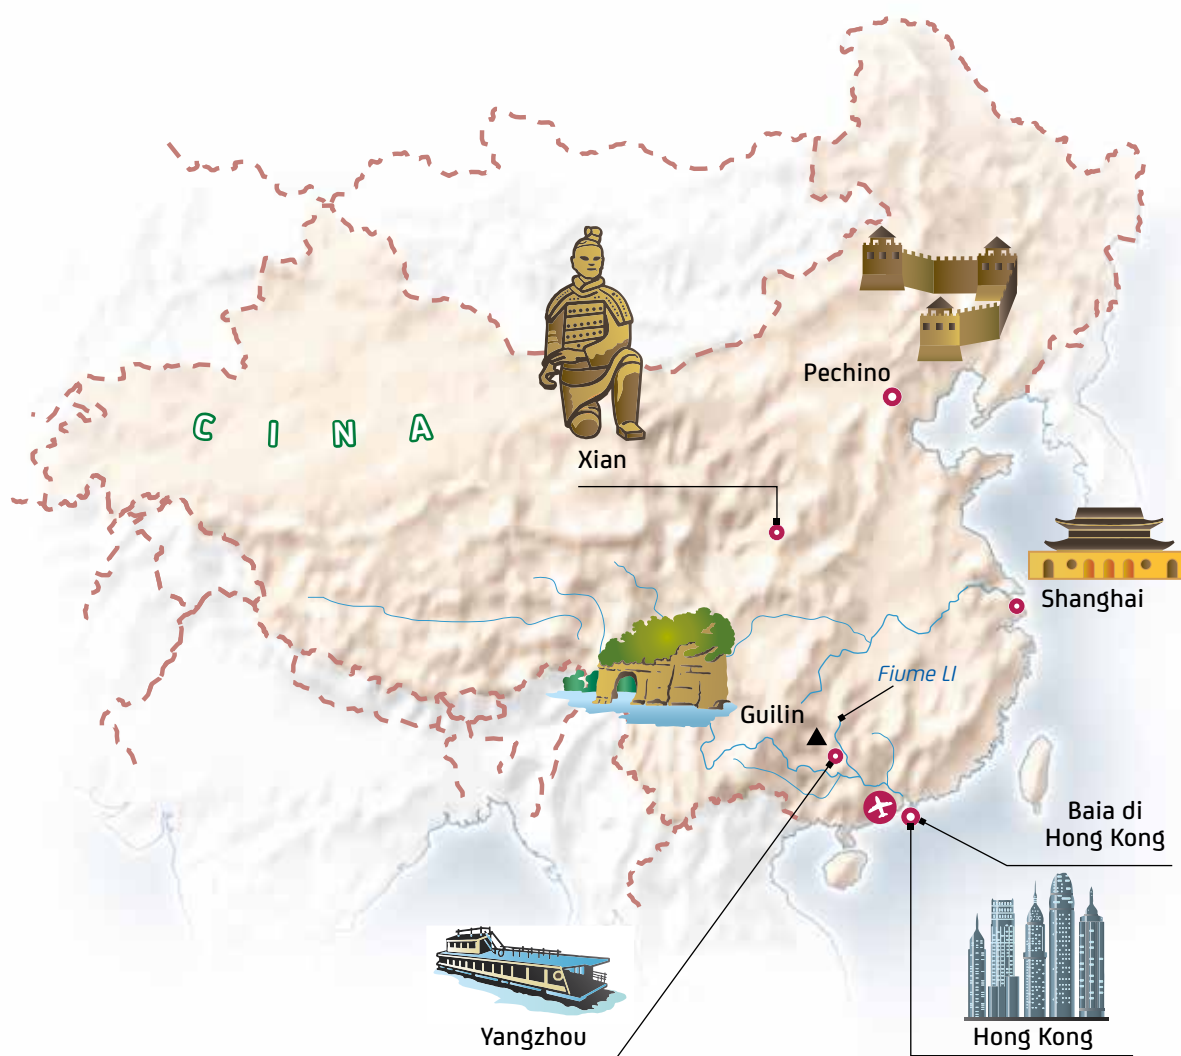 Pechino
C I N A
Xian
Shanghai
Fiume LI
Guilin
Baia di
Hong Kong
Yangzhou
Hong Kong